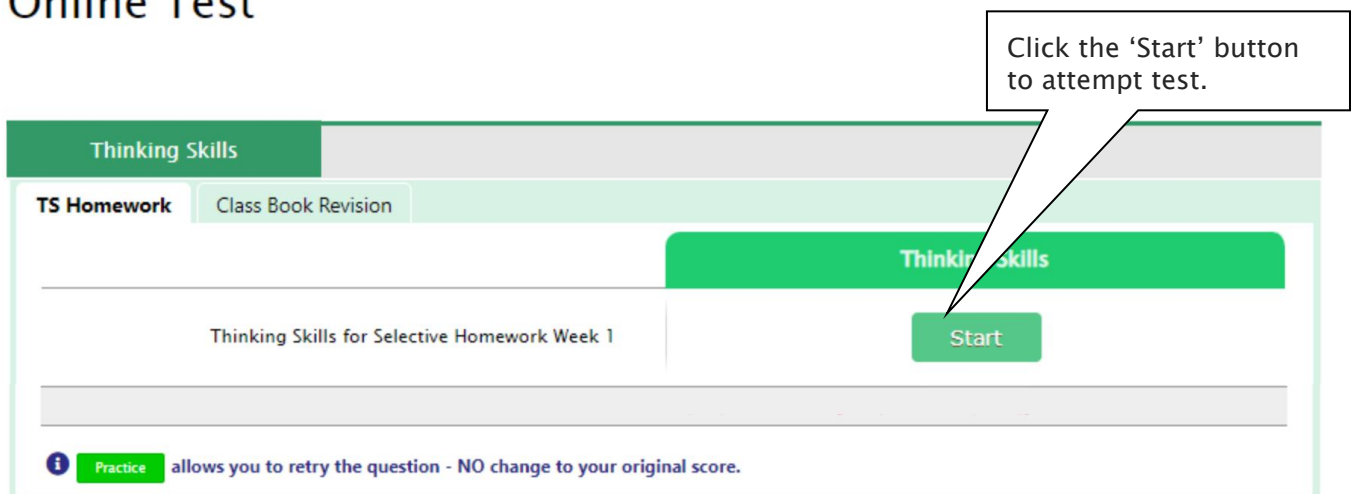 Online Test
Click the ‘Start’ button
to attempt test.
Thinking Skills
TS Homework Class Book Revision
Thinking Skills
Thinking Skills for Selective Homework Week 1 Start
Practice allows you to retry the question - NO change to your original score.